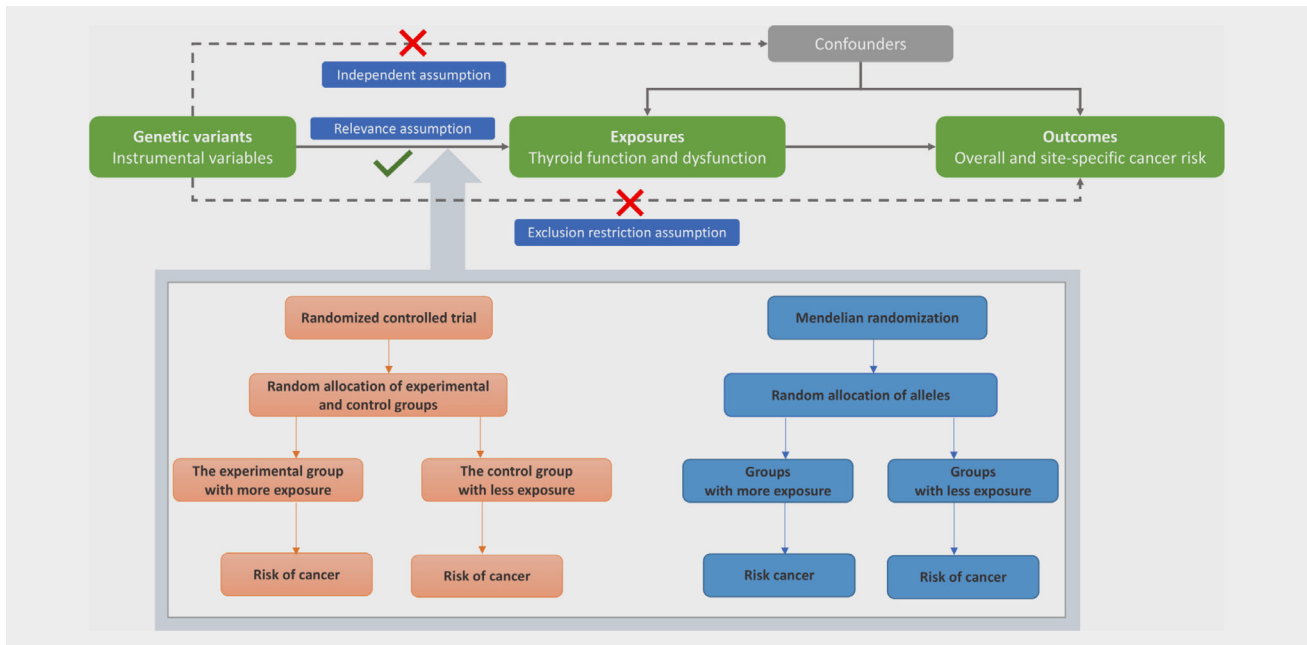 Confounders
Independent assumption
Relevance assumption
Genetic variants
Instrumental variables
Exposures
Thyroid function and dysfunction
Outcomes
Overall and site-specific cancer risk
Exclusion restriction assumption
Randomized controlled trial
Random allocation of experimental
and control groups
The experimental group
with more exposure
The control group
with less exposure
Risk of cancer
Risk of cancer
Mendelian randomization
Random allocation of alleles
Groups
with more exposure
Groups
with less exposure
Risk cancer
Risk of cancer